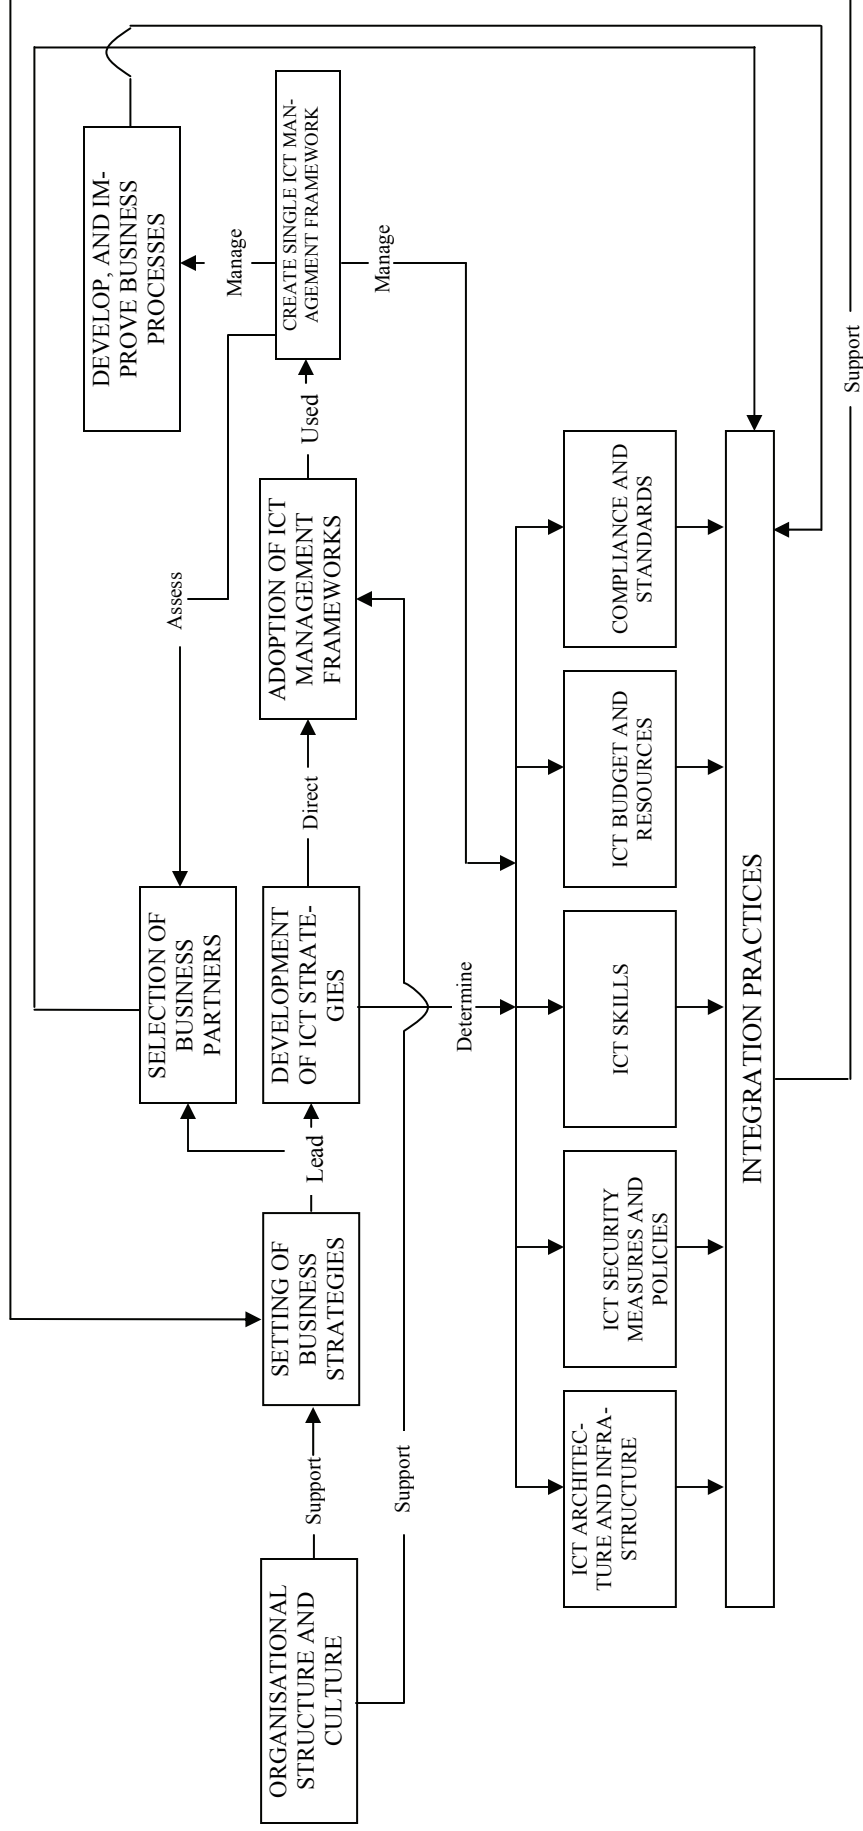 DEVELOP, AND IM-
PROVE BUSINESS
PROCESSES
Manage
CREATE SINGLE ICT MAN-
AGEMENT FRAMEWORK
Manage
Assess
Used
ADOPTION OF ICT
MANAGEMENT
FRAMEWORKS
Direct
SELECTION OF
BUSINESS
PARTNERS
DEVELOPMENT
OF ICT STRATE-
GIES
Determine
Lead
SETTING OF
BUSINESS
STRATEGIES
Support
Support
ORGANISATIONAL
STRUCTURE AND
CULTURE
ICT ARCHITEC-
TURE AND INFRA-
STRUCTURE
ICT SECURITY
MEASURES AND
POLICIES
ICT SKILLS
ICT BUDGET AND
RESOURCES
COMPLIANCE AND
STANDARDS
INTEGRATION PRACTICES
Support